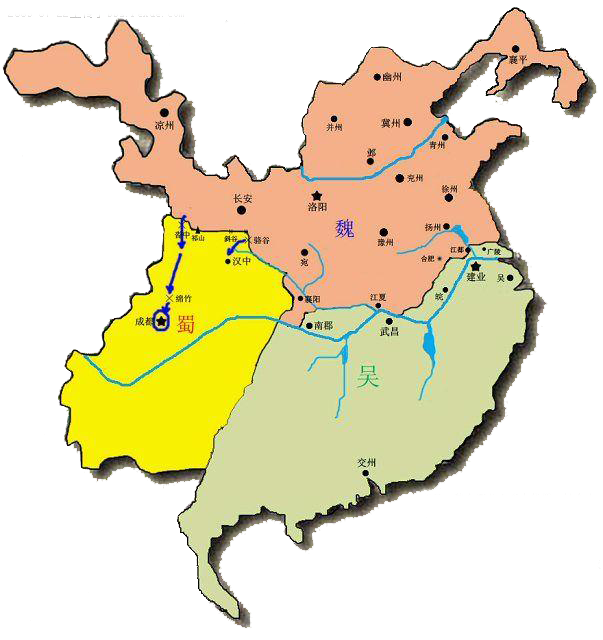 襄平
幽州
凉州
并州
冀州
青州
邺
兖州
徐州
长安
洛阳
魏
豫州
扬州
祁山
斜谷
骆谷
汉中
宛
合肥
江都
广陵
建业
吴
皖
绵竹
襄阳
江夏
成都
蜀
南郡
武昌
吴
交州